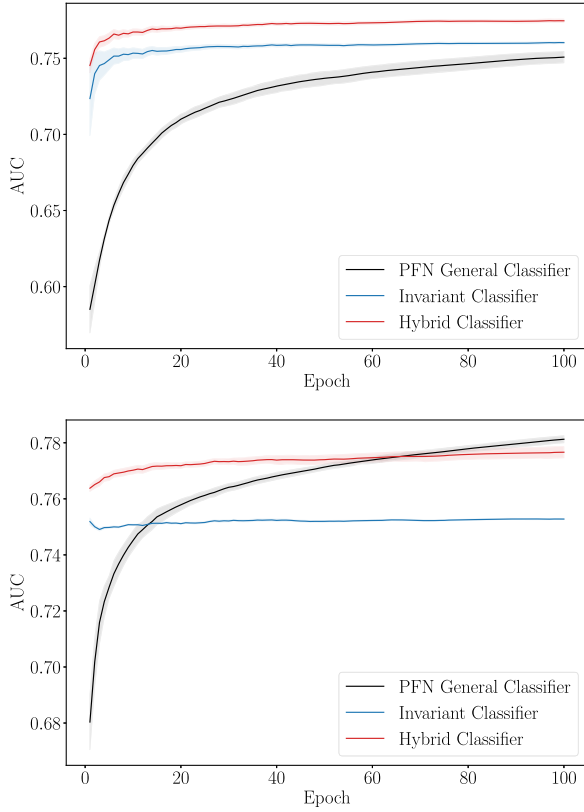 0.75
0.70
0.65
0.60
AUC
PFN General Classifier
Invariant Classifier
Hybrid Classifier
0 20 40 60 80 100
Epoch
0.78
0.76
0.74
0.72
0.70
0.68
AUC
PFN General Classifier
Invariant Classifier
Hybrid Classifier
0 20 40 60 80 100
Epoch